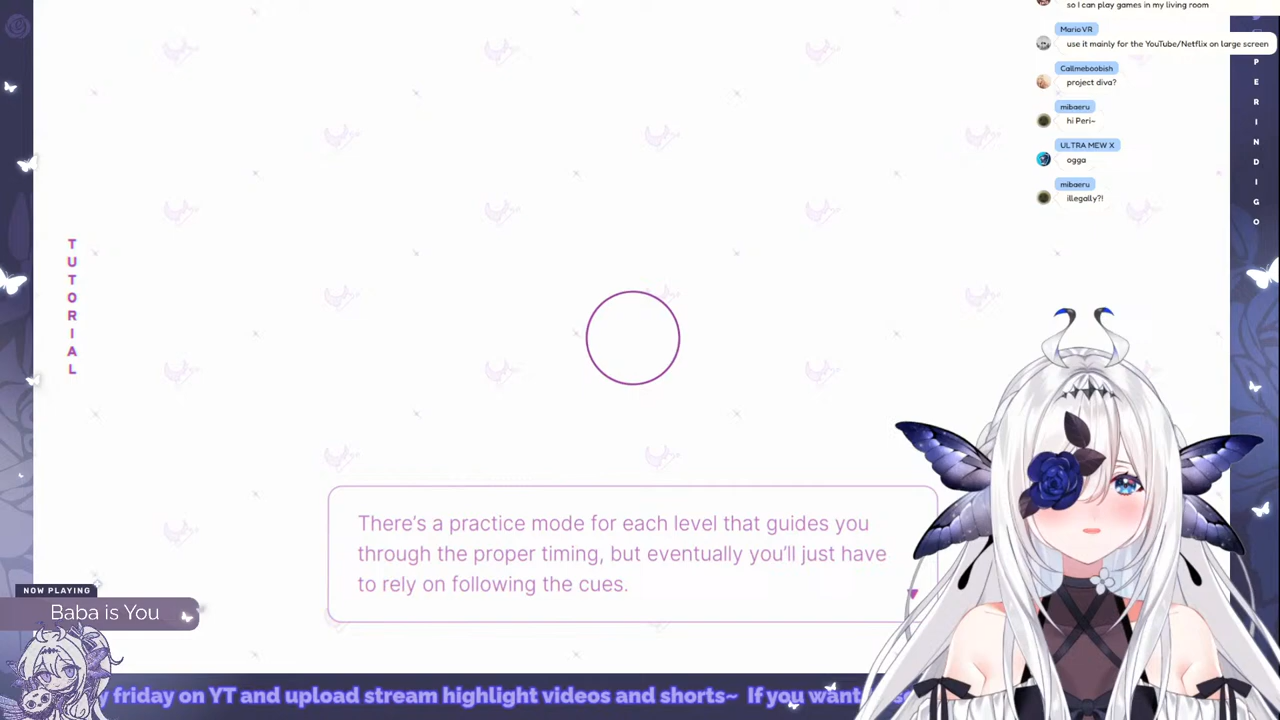 so I can play games in my living room
Mario VR
use it mainly for the YouTube/Netflix on large screen
Callmeboobish
project diva?
mibaeru
hi Peri~
ULTRA MEW X
ogga
mibaeru
illegally?!
PERINDIGO
TUTORIAL
There's a practice mode for each level that guides you
through the proper timing, but eventually you'll just have
to rely on following the cues.
NOW PLAYING
Baba is You
y friday on YT and upload stream highlight videos and shorts~ If you want